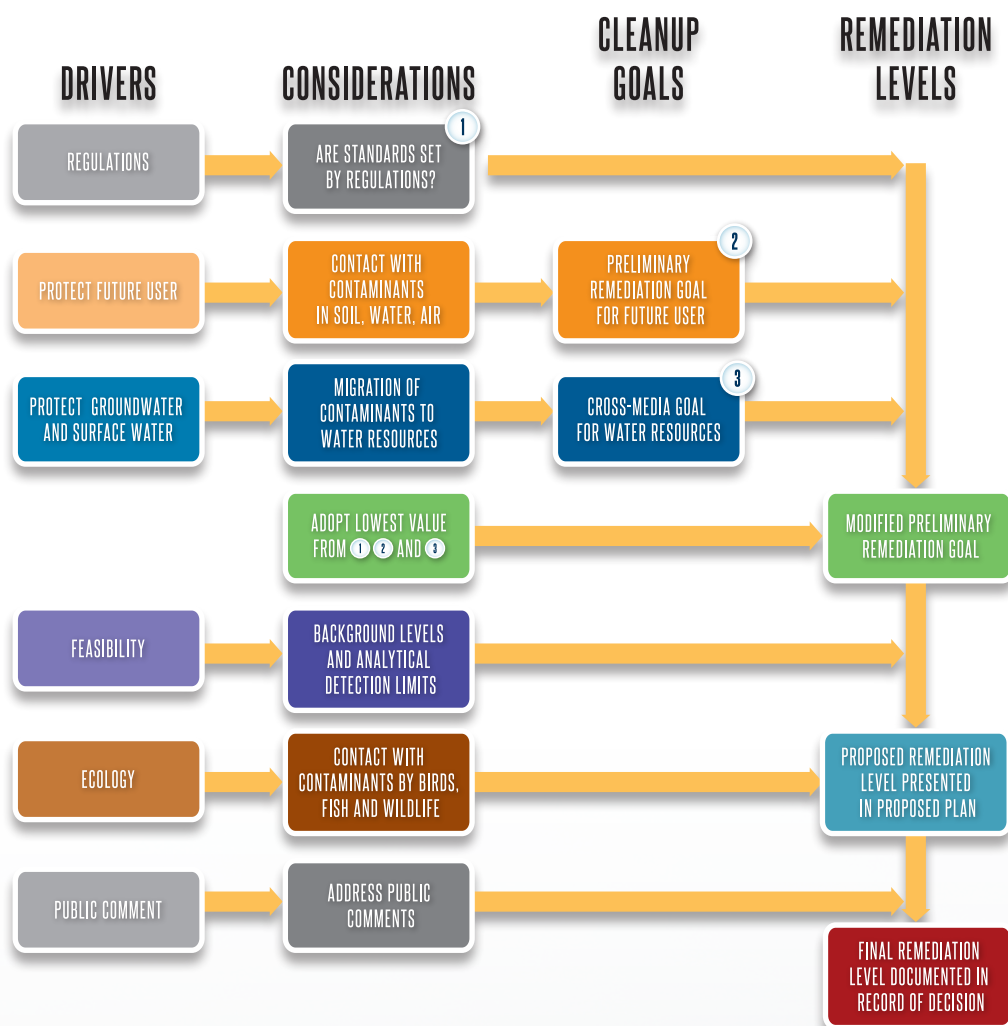 DRIVERS
CONSIDERATIONS
CLEANUP
GOALS
REMEDIATION
LEVELS
REGULATIONS
ARE STANDARDS SET
BY REGULATIONS?
1
PROTECT FUTURE USER
CONTACT WITH
CONTAMINANTS
IN SOIL, WATER, AIR
PRELIMINARY
REMEDIATION GOAL
FOR FUTURE USER
2
PROTECT GROUNDWATER
AND SURFACE WATER
MIGRATION OF
CONTAMINANTS TO
WATER RESOURCES
CROSS-MEDIA GOAL
FOR WATER RESOURCES
3
ADOPT LOWEST VALUE
FROM 1 2 AND 3
MODIFIED PRELIMINARY
REMEDIATION GOAL
FEASIBILITY
BACKGROUND LEVELS
AND ANALYTICAL
DETECTION LIMITS
ECOLOGY
CONTACT WITH
CONTAMINANTS BY BIRDS,
FISH AND WILDLIFE
PROPOSED REMEDIATION
LEVEL PRESENTED
IN PROPOSED PLAN
PUBLIC COMMENT
ADDRESS PUBLIC
COMMENTS
FINAL REMEDIATION
LEVEL DOCUMENTED IN
RECORD OF DECISION